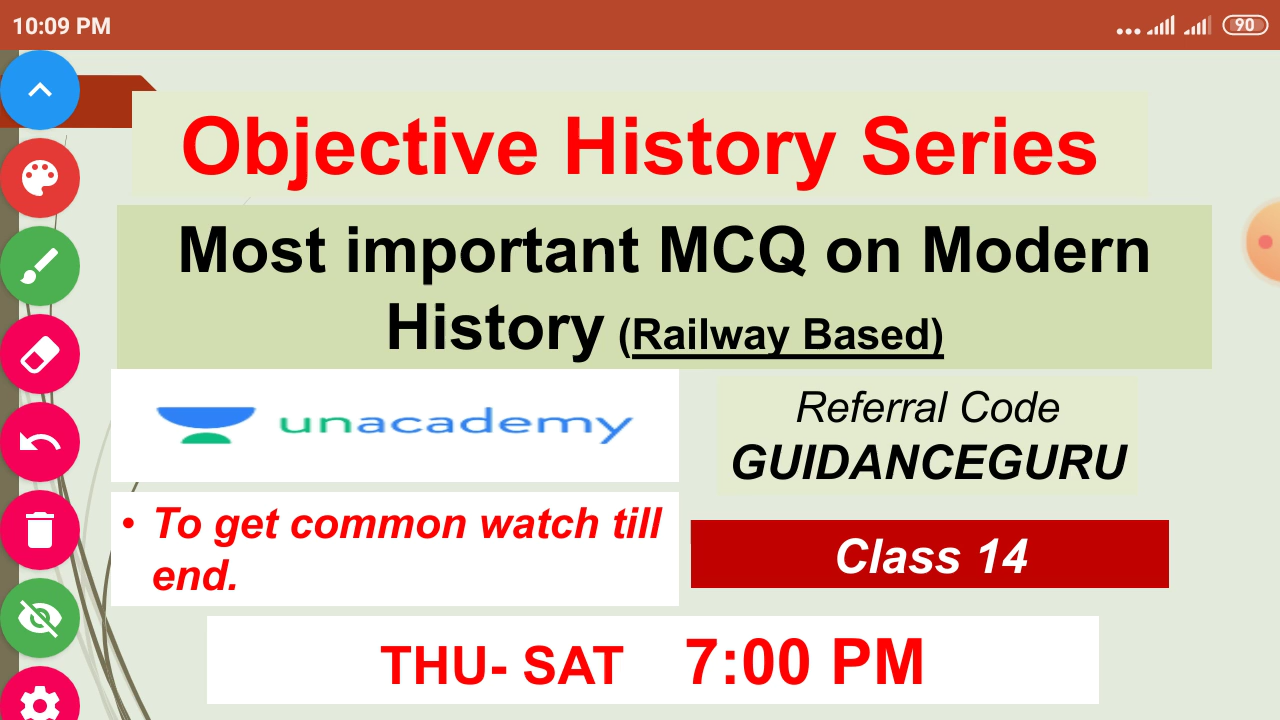 10:09 PM
90
Objective History Series
Most important MCQ on Modern
History (Railway Based)
unacademy
Referral Code
GUIDANCEGURU
• To get common watch till
end.
Class 14
THU- SAT 7:00 PM